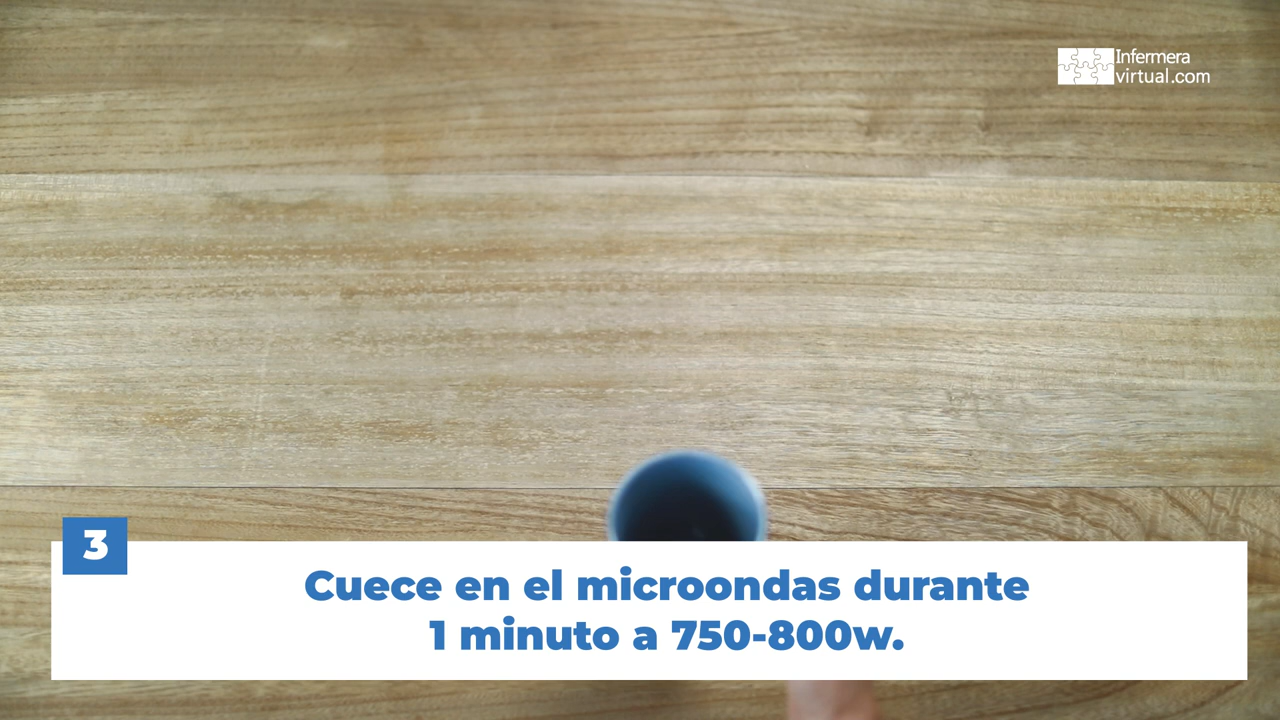 Infermera
virtual.com
3
Cuece en el microondas durante
1 minuto a 750-800w.